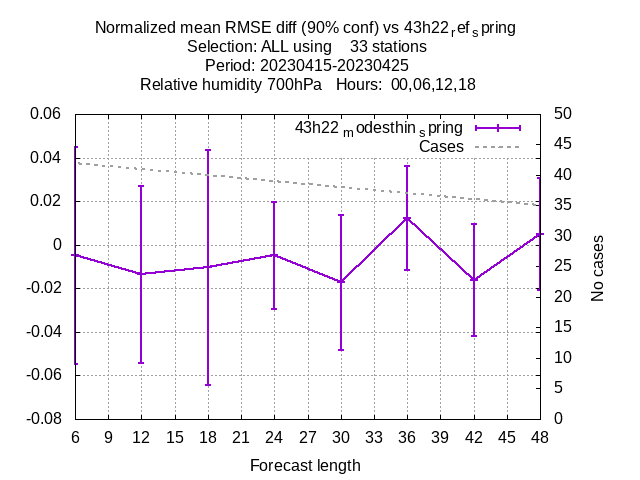 Normalized mean RMSE diff (90% conf) vs 43h22refspring
Selection: ALL using 33 stations
Period: 20230415-20230425
Relative humidity 700hPa Hours: 00,06,12,18
43h22modesthinspring
Cases
0.06
0.04
0.02
0
-0.02
-0.04
-0.06
-0.08
50
45
40
35
30
25
20
15
10
5
0
No cases
6 9 12 15 18 21 24 27 30 33 36 39 42 45 48
Forecast length